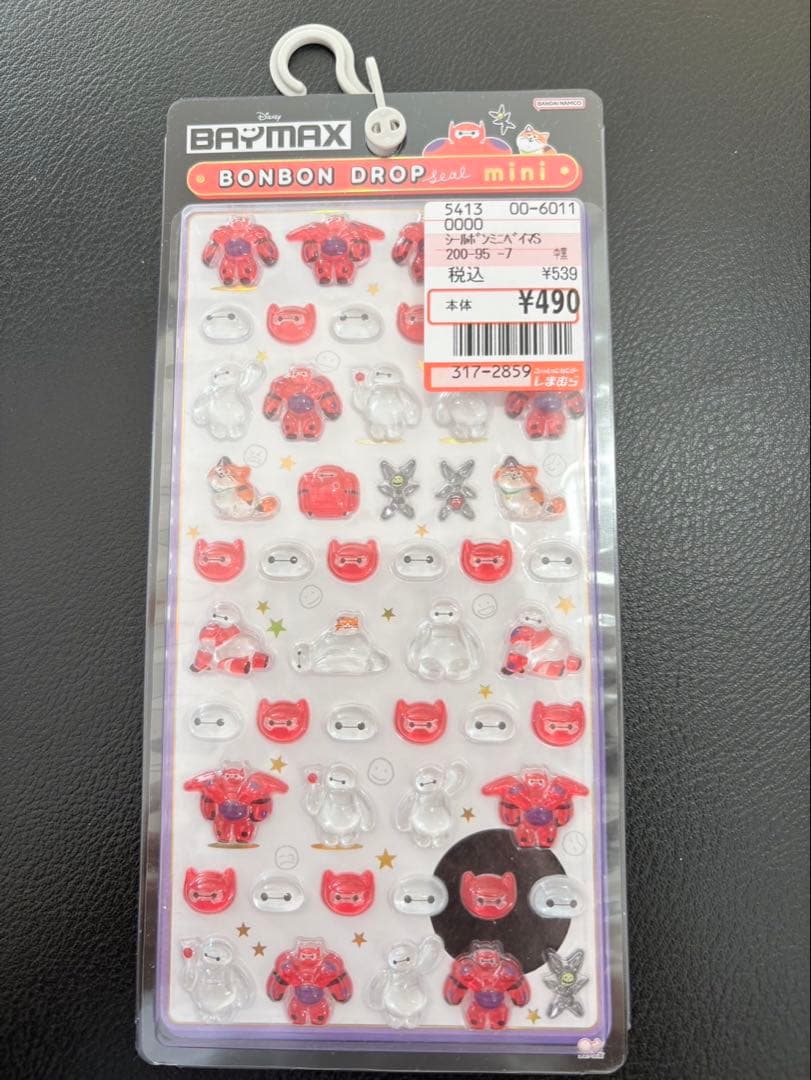 Disney
BAYMAX
BANDAI NAMCO
BONBON DROP seal mini
5413 00-6011
0000
シールボンミニベイマS
200-95 -7 中黒
税込 ¥539
本体 ¥490
317-2859
しまむら